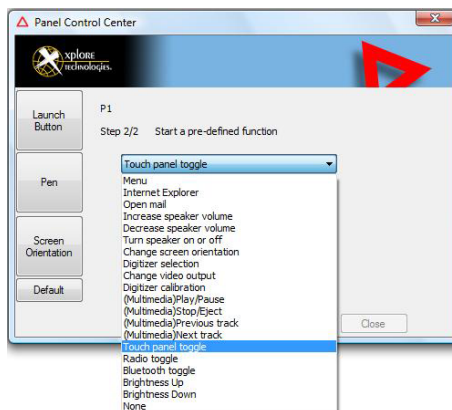 Panel Control Center
xplore
technologies.
Launch
Button
P1
Step 2/2 Start a pre-defined function
Touch panel toggle
Pen
Screen
Orientation
Default
Menu
Internet Explorer
Open mail
Increase speaker volume
Decrease speaker volume
Turn speaker on or off
Change screen orientation
Digitizer selection
Change video output
Digitizer calibration
(Multimedia)Play/Pause
(Multimedia)Stop/Eject
(Multimedia)Previous track
(Multimedia)Next track
Touch panel toggle
Radio toggle
Bluetooth toggle
Brightness Up
Brightness Down
None
Close